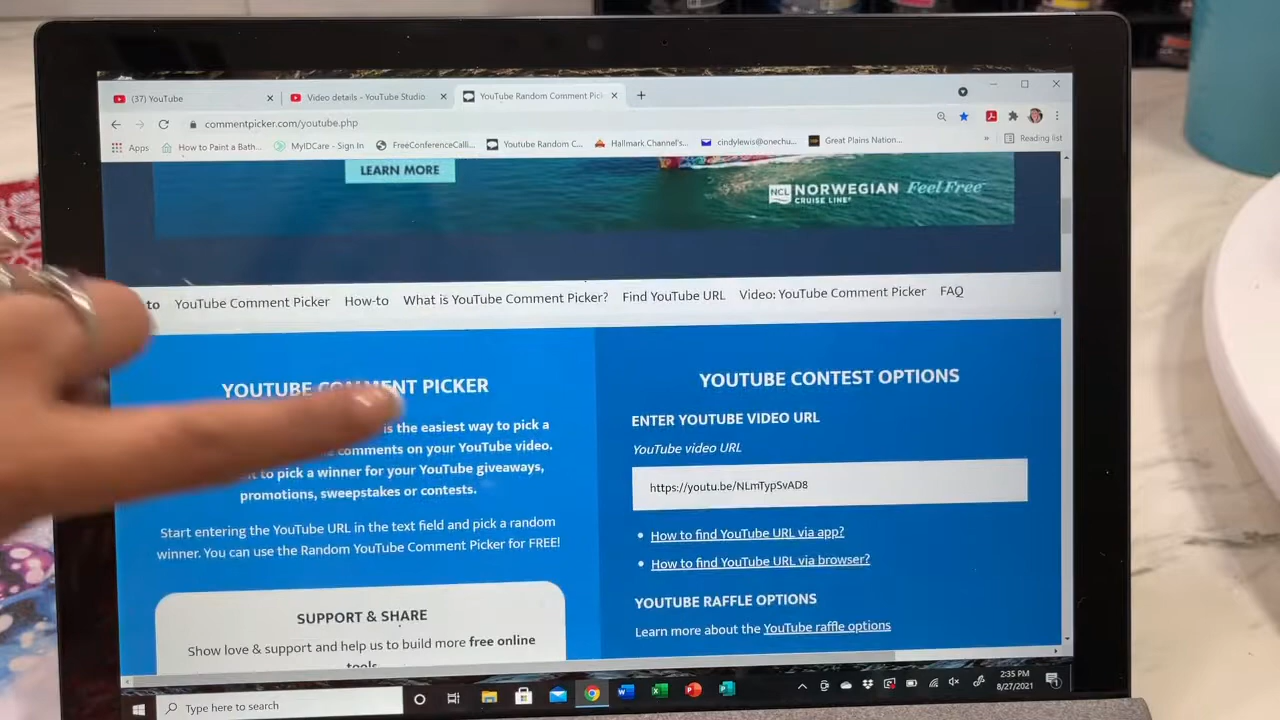 (37) YouTube
Video details - YouTube Studio
YouTube Random Comment Pic
commentpicker.com/youtube.php
Apps
How to Paint a Bath...
MyIDCare - Sign In
FreeConferenceCalli...
Youtube Random C...
Hallmark Channel's...
cindylewis@onechu...
Great Plains Nation...
»
Reading list
LEARN MORE
NCL NORWEGIAN Feel Free
CRUISE LINE®
to
YouTube Comment Picker
How-to
What is YouTube Comment Picker?
Find YouTube URL
Video: YouTube Comment Picker
FAQ
YOUTUBE COMMENT PICKER
is the easiest way to pick a
comments on your YouTube video.
to pick a winner for your YouTube giveaways,
promotions, sweepstakes or contests.
Start entering the YouTube URL in the text field and pick a random
winner. You can use the Random YouTube Comment Picker for FREE!
SUPPORT & SHARE
Show love & support and help us to build more free online
tools.
YOUTUBE CONTEST OPTIONS
ENTER YOUTUBE VIDEO URL
YouTube video URL
https://youtu.be/NLmTypSvAD8
How to find YouTube URL via app?
How to find YouTube URL via browser?
YOUTUBE RAFFLE OPTIONS
Learn more about the YouTube raffle options
Type here to search
2:35 PM
8/27/2021